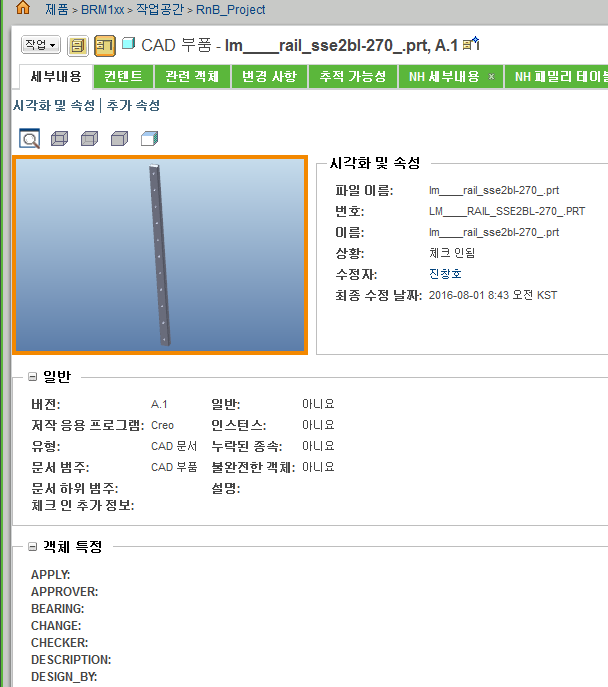 제품 > BRM1xx > 작업공간 > RnB_Project
작업 CAD 부품 - lm____rail_sse2bl-270_.prt, A.1
세부내용 컨텐트 관련 객체 변경 사항 추적 가능성 NH 세부내용 × NH 패밀리 테이블
시각화 및 속성 | 추가 속성
시각화 및 속성
파일 이름: lm____rail_sse2bl-270_.prt
번호: LM____RAIL_SSE2BL-270_.PRT
이름: lm____rail_sse2bl-270_.prt
상황: 체크 인됨
수정자: 진창호
최종 수정 날짜: 2016-08-01 8:43 오전 KST
일반
버전: A.1 일반: 아니요
저작 응용 프로그램: Creo 인스턴스: 아니요
유형: CAD 문서 누락된 종속: 아니요
문서 범주: CAD 부품 불완전한 객체: 아니요
문서 하위 범주: 설명:
체크 인 추가 정보:
객체 특정
APPLY:
APPROVER:
BEARING:
CHANGE:
CHECKER:
DESCRIPTION:
DESIGN_BY: